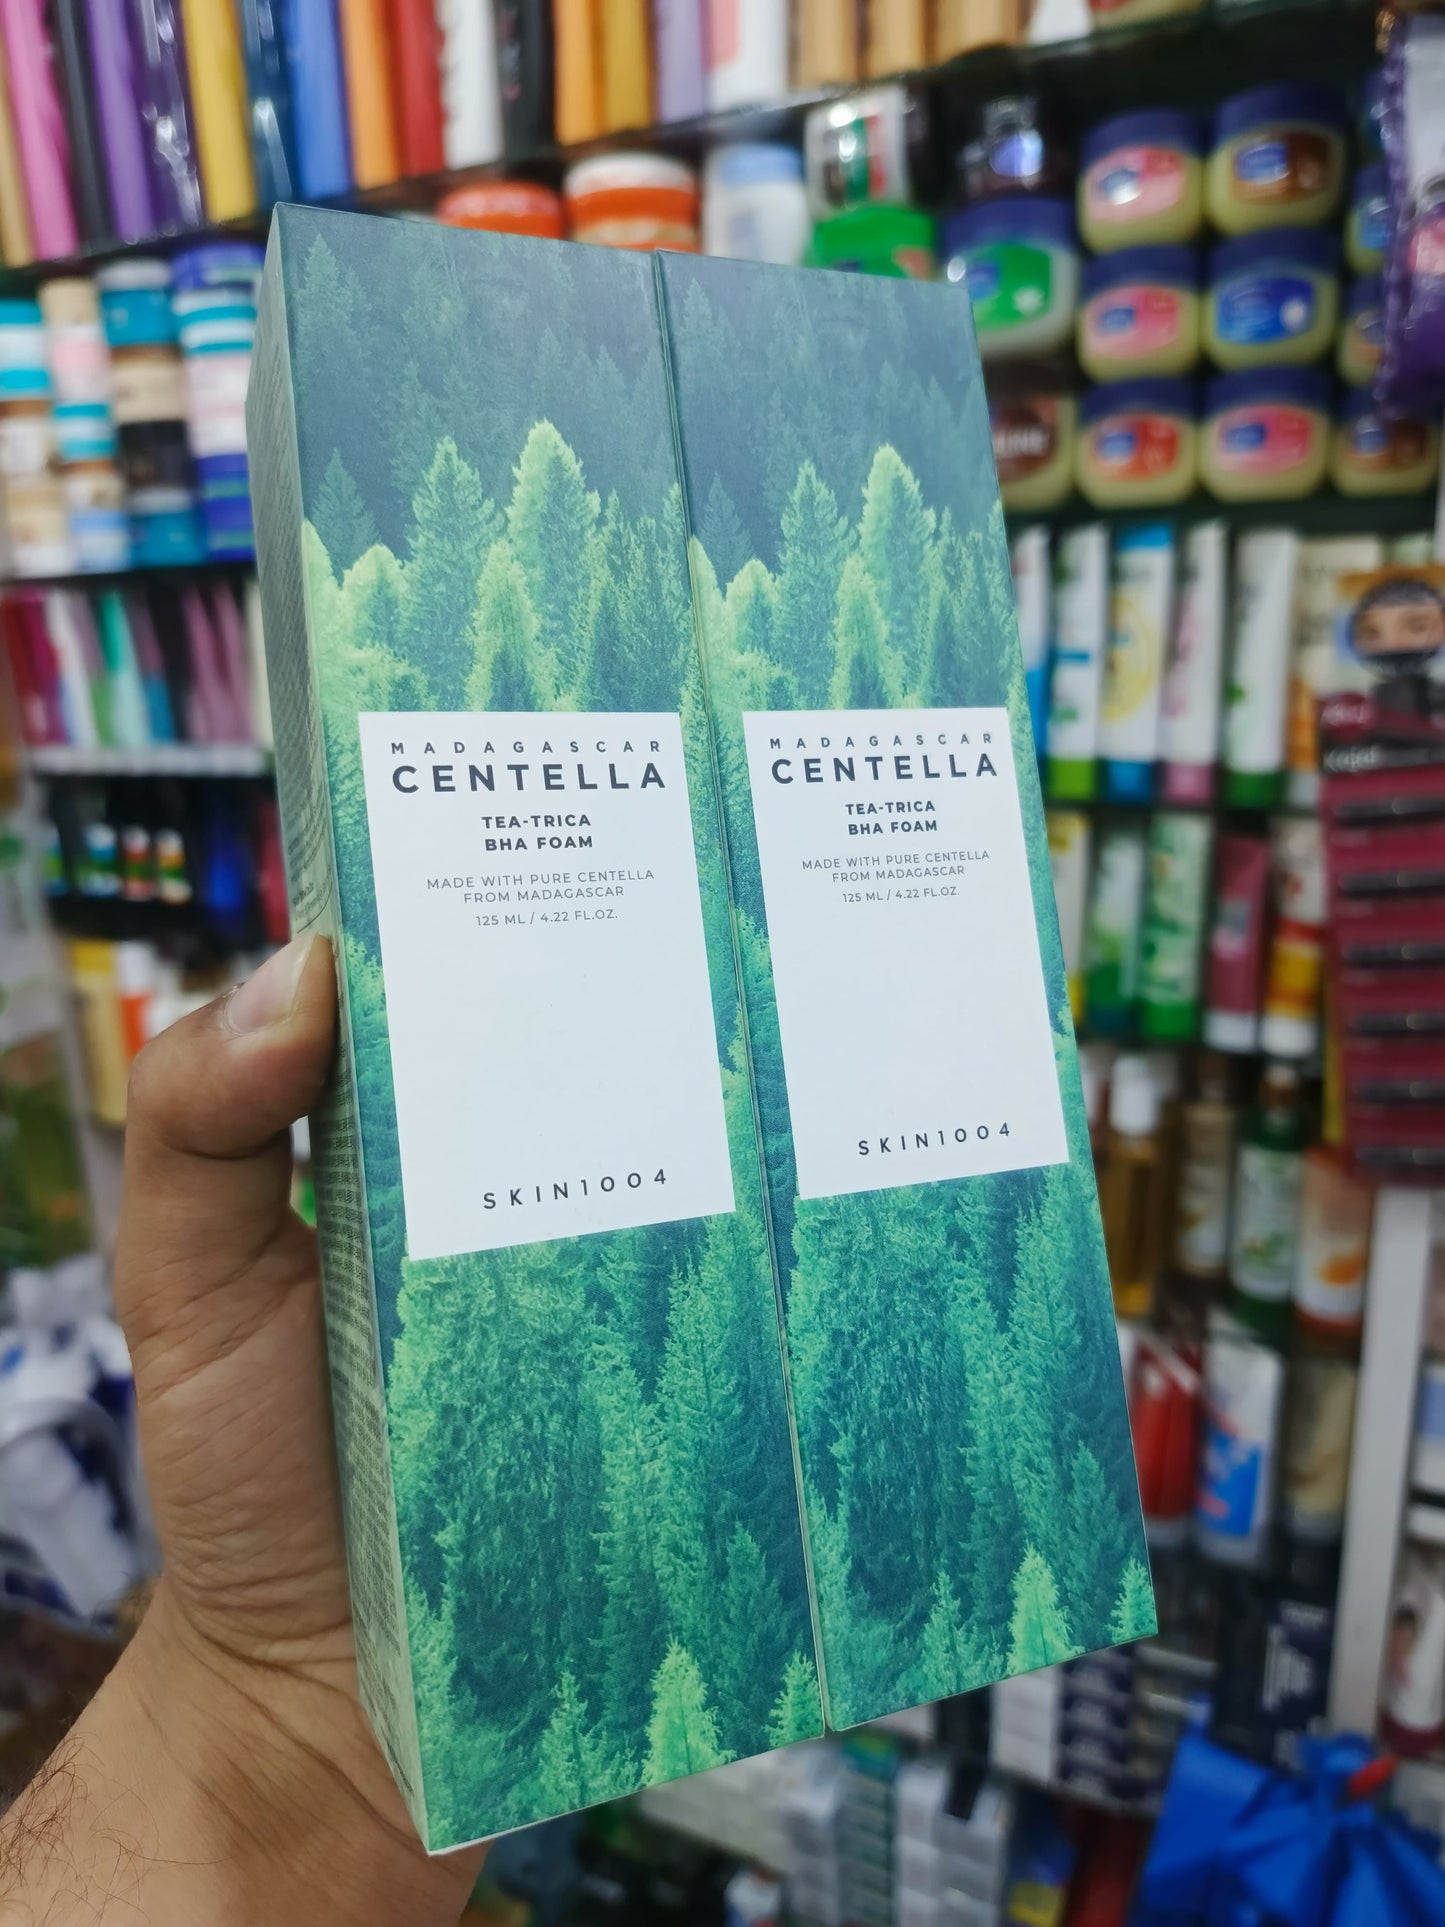 MADAGASCAR
CENTELLA
TEA-TRICA
BHA FOAM
MADE WITH PURE CENTELLA
FROM MADAGASCAR
125 ML / 4.22 FL.OZ.
SKIN1004
MADAGASCAR
CENTELLA
TEA-TRICA
BHA FOAM
MADE WITH PURE CENTELLA
FROM MADAGASCAR
125 ML / 4.22 FL.OZ.
SKIN1004